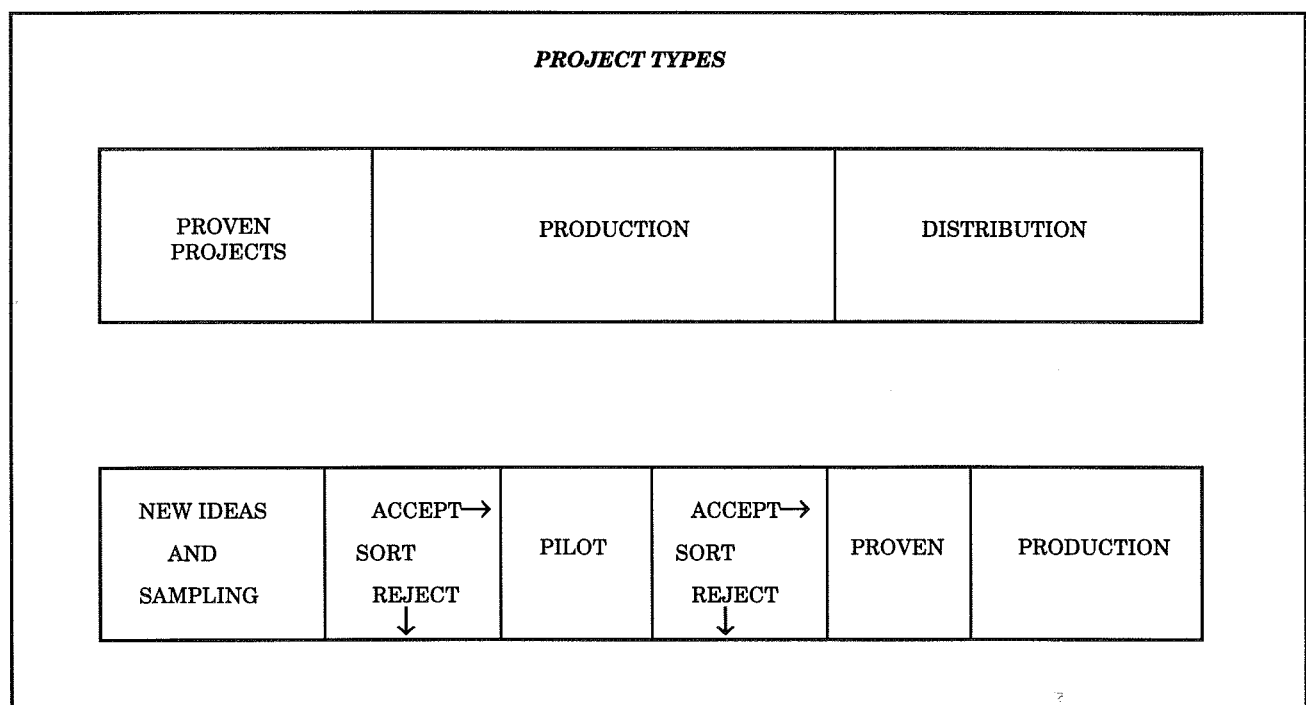 PROJECT TYPES
PROVEN
PROJECTS
PRODUCTION
DISTRIBUTION
NEW IDEAS
AND
SAMPLING
ACCEPT→
SORT
REJECT
↓
PILOT
ACCEPT→
SORT
REJECT
↓
PROVEN
PRODUCTION